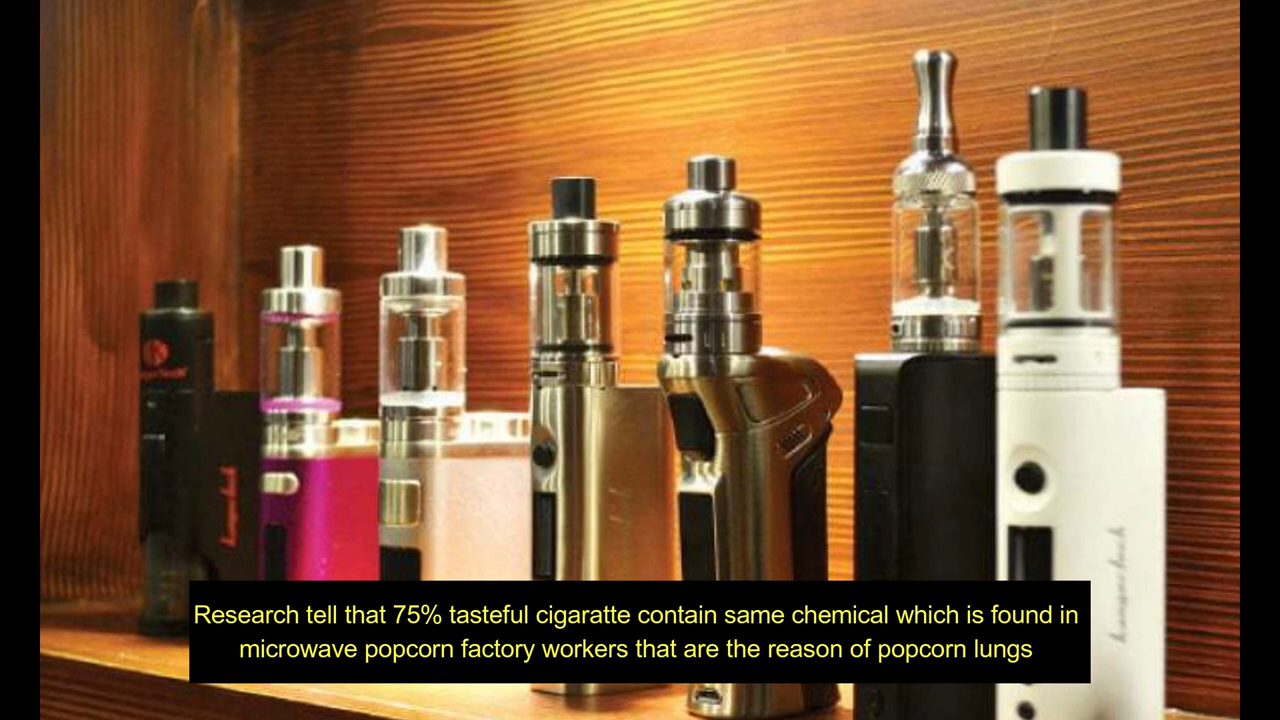 Research tell that 75% tasteful cigaratte contain same chemical which is found in
microwave popcorn factory workers that are the reason of popcorn lungs
kangertech